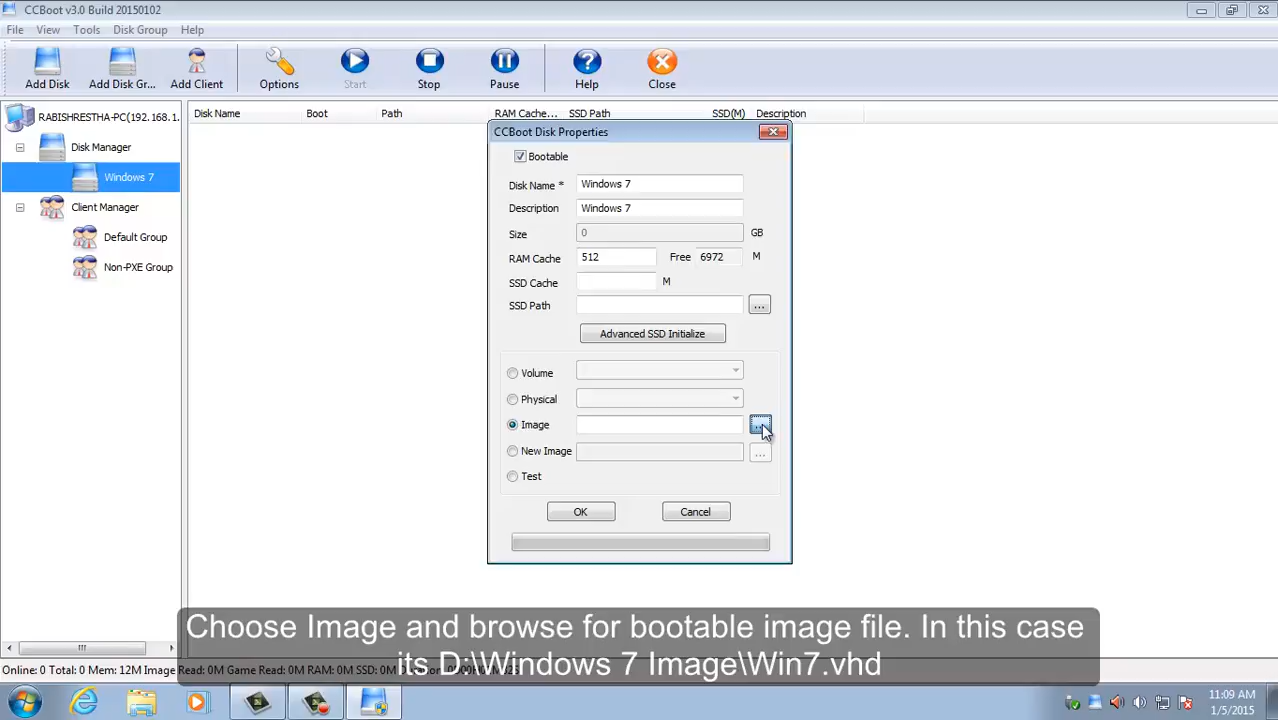 CCBoot v3.0 Build 20150102
File View Tools Disk Group Help
Add Disk Add Disk Gr... Add Client Options Start Stop Pause Help Close
RABISHRESTHA-PC(192.168.1.
Disk Manager
Windows 7
Client Manager
Default Group
Non-PXE Group
Disk Name Boot Path RAM Cache... SSD Path SSD(M) Description
CCBoot Disk Properties
Bootable
Disk Name * Windows 7
Description Windows 7
Size 0 GB
RAM Cache 512 Free 6972 M
SSD Cache M
SSD Path ...
Advanced SSD Initialize
Volume
Physical
Image
New Image ...
Test
OK Cancel
Choose Image and browse for bootable image file. In this case
its D:\Windows 7 Image\Win7.vhd
Online: 0 Total: 0 Mem: 12M Image Read: 0M Game Read: 0M RAM: 0M SSD: 0M
11:09 AM
1/5/2015